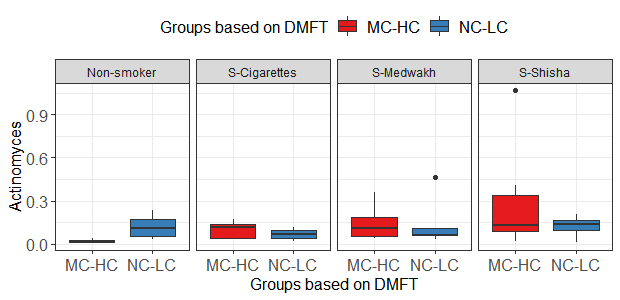 Groups based on DMFT MC-HC NC-LC
Non-smoker S-Cigarettes S-Medwakh S-Shisha
Actinomyces
0.9
0.6
0.3
0.0
MC-HC NC-LC MC-HC NC-LC MC-HC NC-LC MC-HC NC-LC
Groups based on DMFT